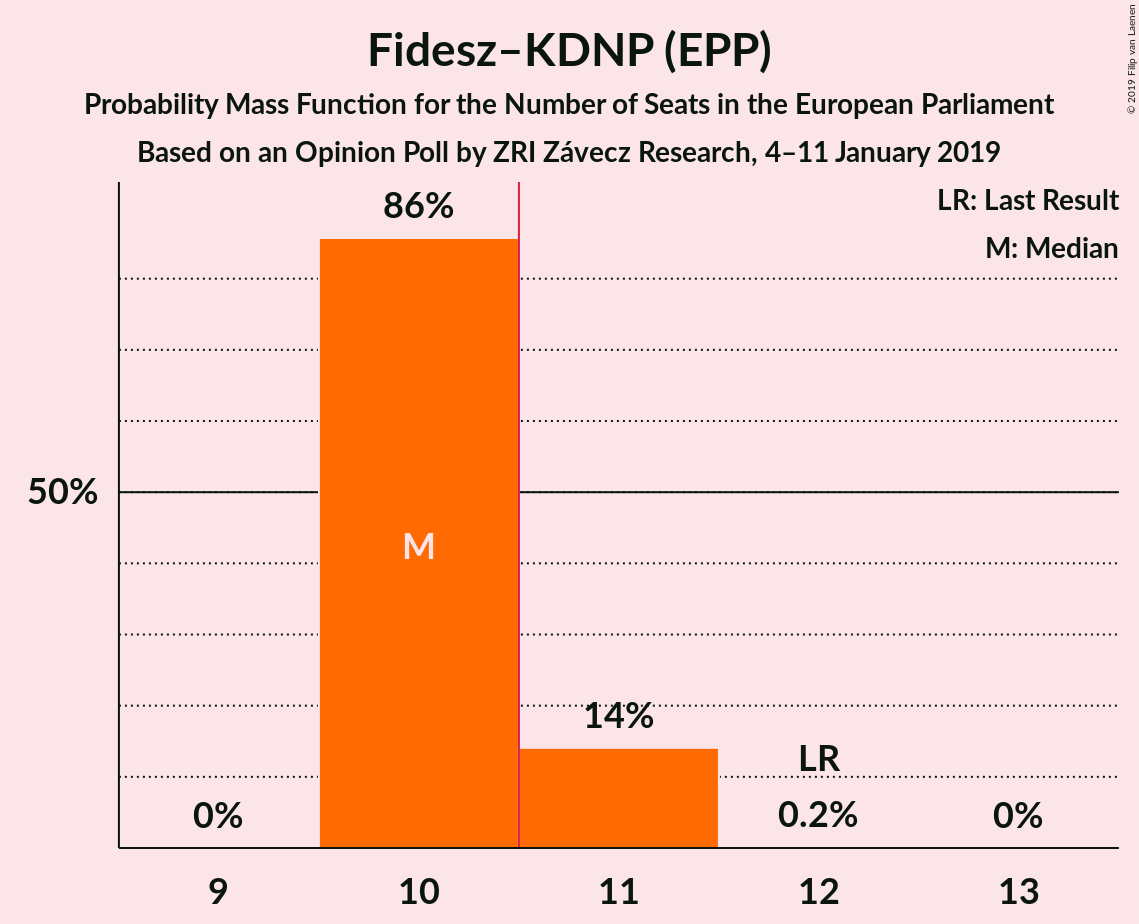 Fidesz–KDNP (EPP)
Probability Mass Function for the Number of Seats in the European Parliament
Based on an Opinion Poll by ZRI Závecz Research, 4–11 January 2019
© 2019 Filip van Laenen
LR: Last Result
M: Median
86%
50%
M
14%
LR
0%
0.2%
0%
9
10
11
12
13